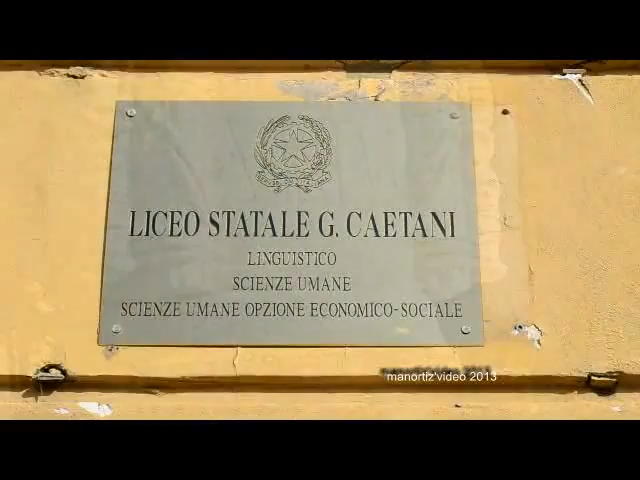 LICEO STATALE G. CAETANI
LINGUISTICO
SCIENZE UMANE
SCIENZE UMANE OPZIONE ECONOMICO-SOCIALE
manortiz'video 2013